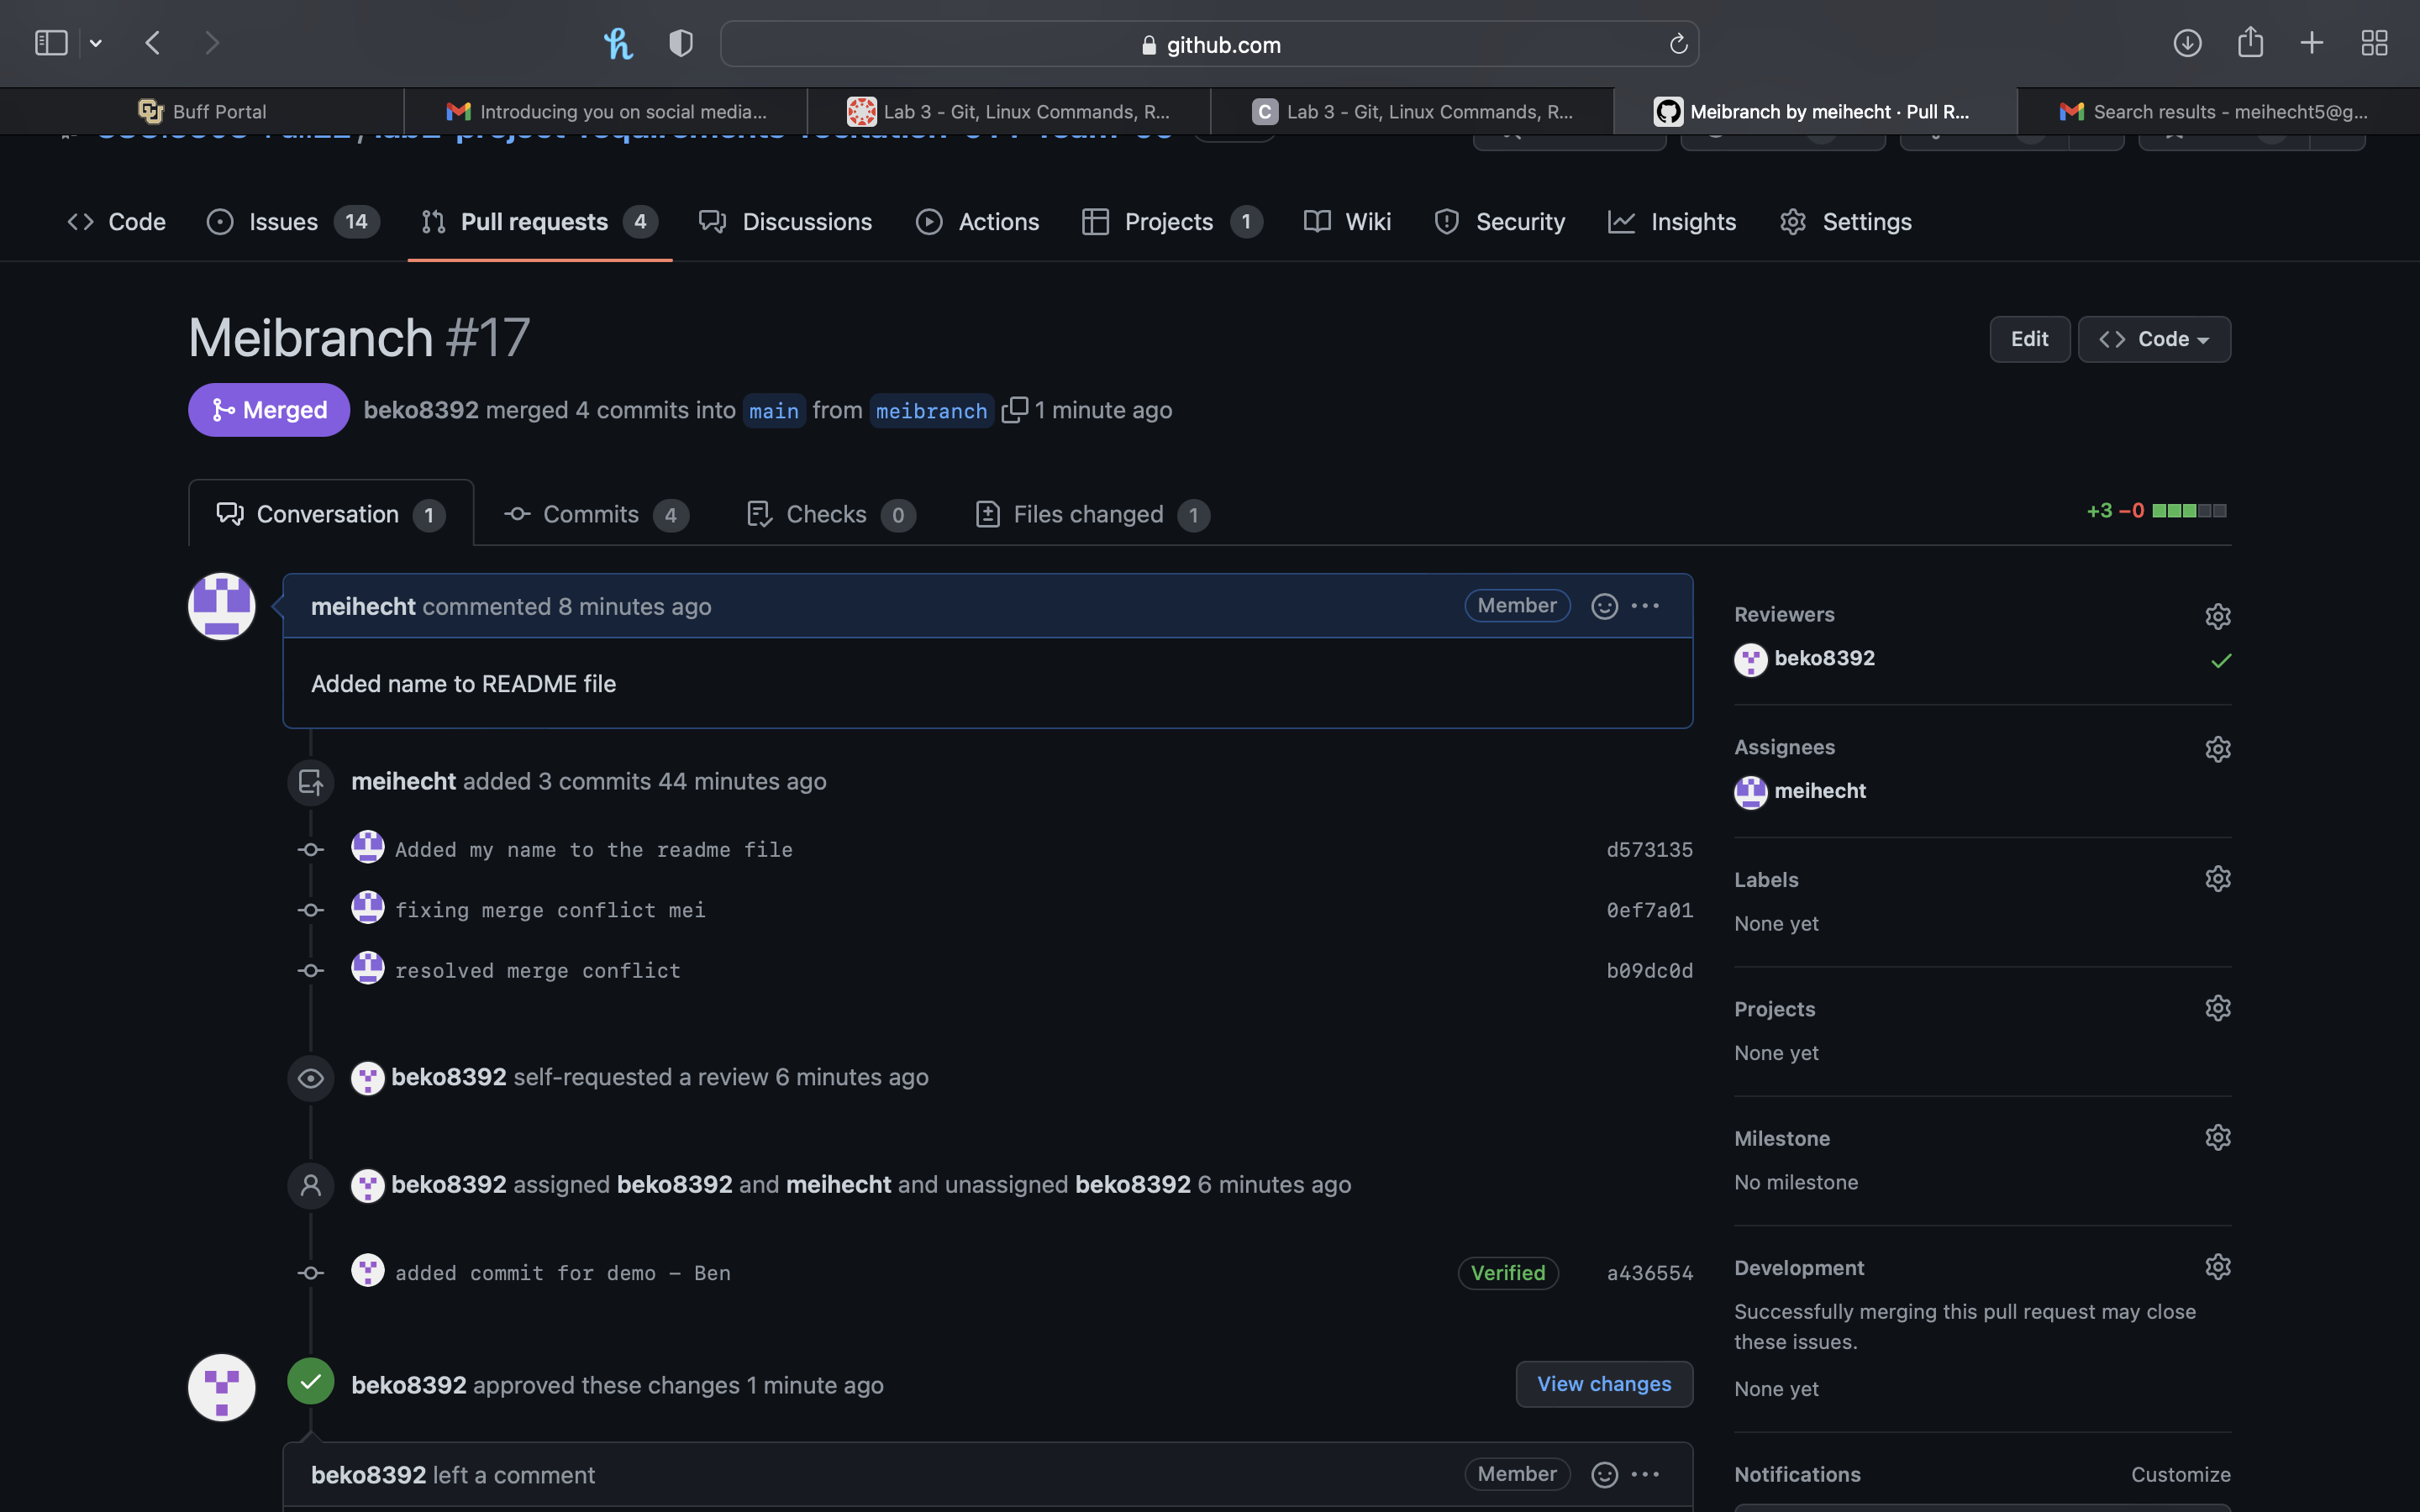 github.com
Buff Portal
Introducing you on social media...
Lab 3 - Git, Linux Commands, R...
C Lab 3 - Git, Linux Commands, R...
Meibranch by meihecht · Pull R...
Search results - meihecht5@g...
Code
Issues 14
Pull requests 4
Discussions
Actions
Projects 1
Wiki
Security
Insights
Settings
Meibranch #17
Edit
Code
Merged
beko8392 merged 4 commits into main from meibranch 1 minute ago
Conversation 1
Commits 4
Checks 0
Files changed 1
+3 −0
meihecht commented 8 minutes ago
Member
Added name to README file
meihecht added 3 commits 44 minutes ago
Added my name to the readme file d573135
fixing merge conflict mei 0ef7a01
resolved merge conflict b09dc0d
beko8392 self-requested a review 6 minutes ago
beko8392 assigned beko8392 and meihecht and unassigned beko8392 6 minutes ago
added commit for demo – Ben Verified a436554
beko8392 approved these changes 1 minute ago
View changes
beko8392 left a comment
Member
Reviewers
beko8392
Assignees
meihecht
Labels
None yet
Projects
None yet
Milestone
No milestone
Development
Successfully merging this pull request may close
these issues.
None yet
Notifications
Customize